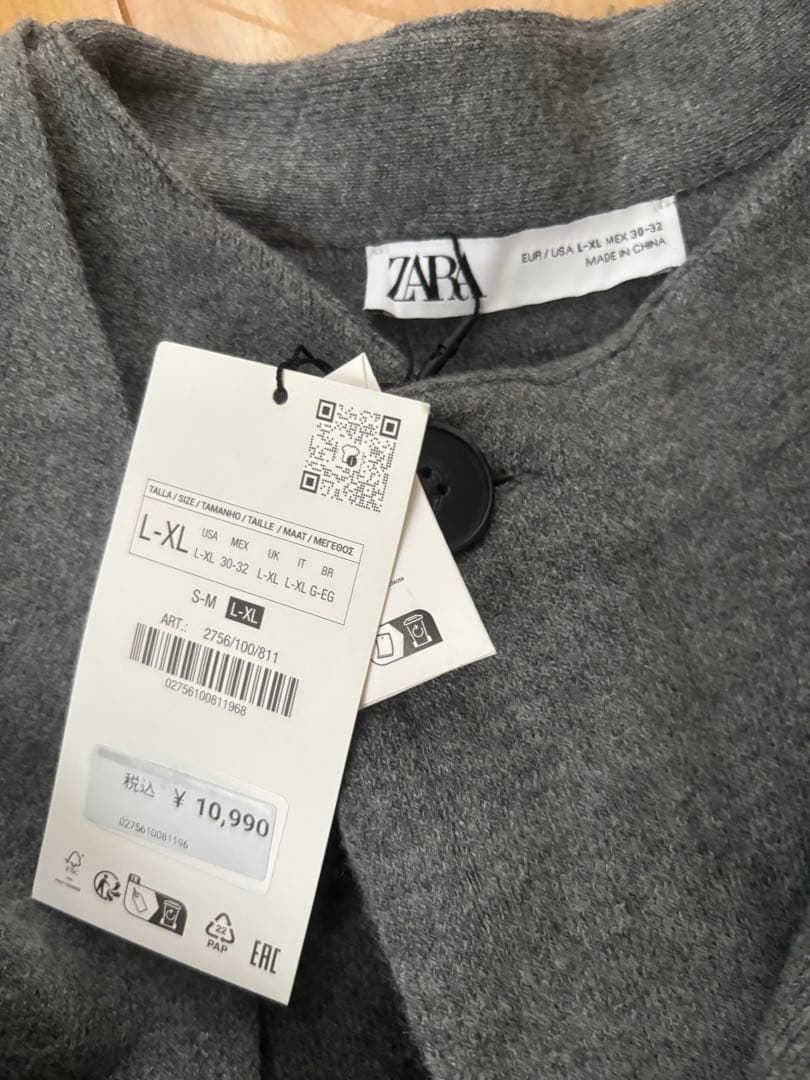 ZARA
EUR / USA L-XL MEX 30-32
MADE IN CHINA
TALLA / SIZE / TAMANHO / TAILLE / MAAT / ΜΕΓΕΘΟΣ
L-XL
USA MEX UK IT BR
L-XL 30-32 L-XL L-XL G-EG
S-M L-XL
ART.: 2756/100/811
02756100811968
税込 ¥ 10,990
0275610081196
FSC
FR
22
PAP
EAC